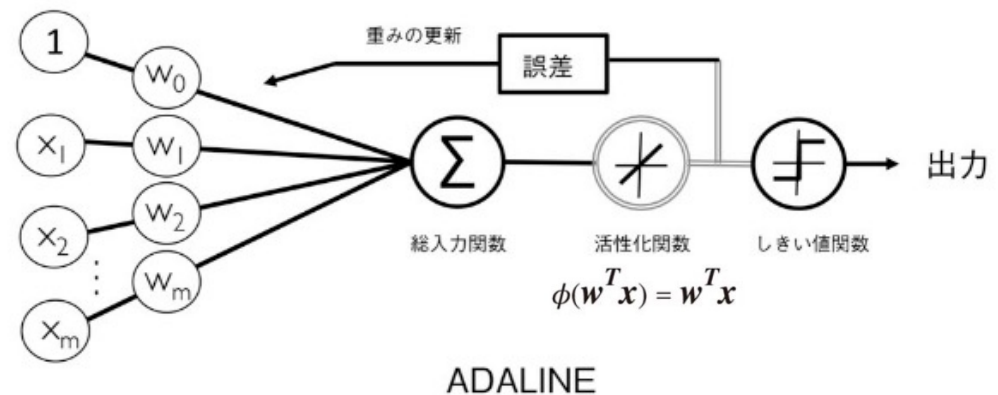 1
w0
x1
w1
x2
w2
⋮
xm
wm
重みの更新
誤差
Σ
総入力関数
活性化関数
しきい値関数
出力
ϕ(wᵀx) = wᵀx
ADALINE